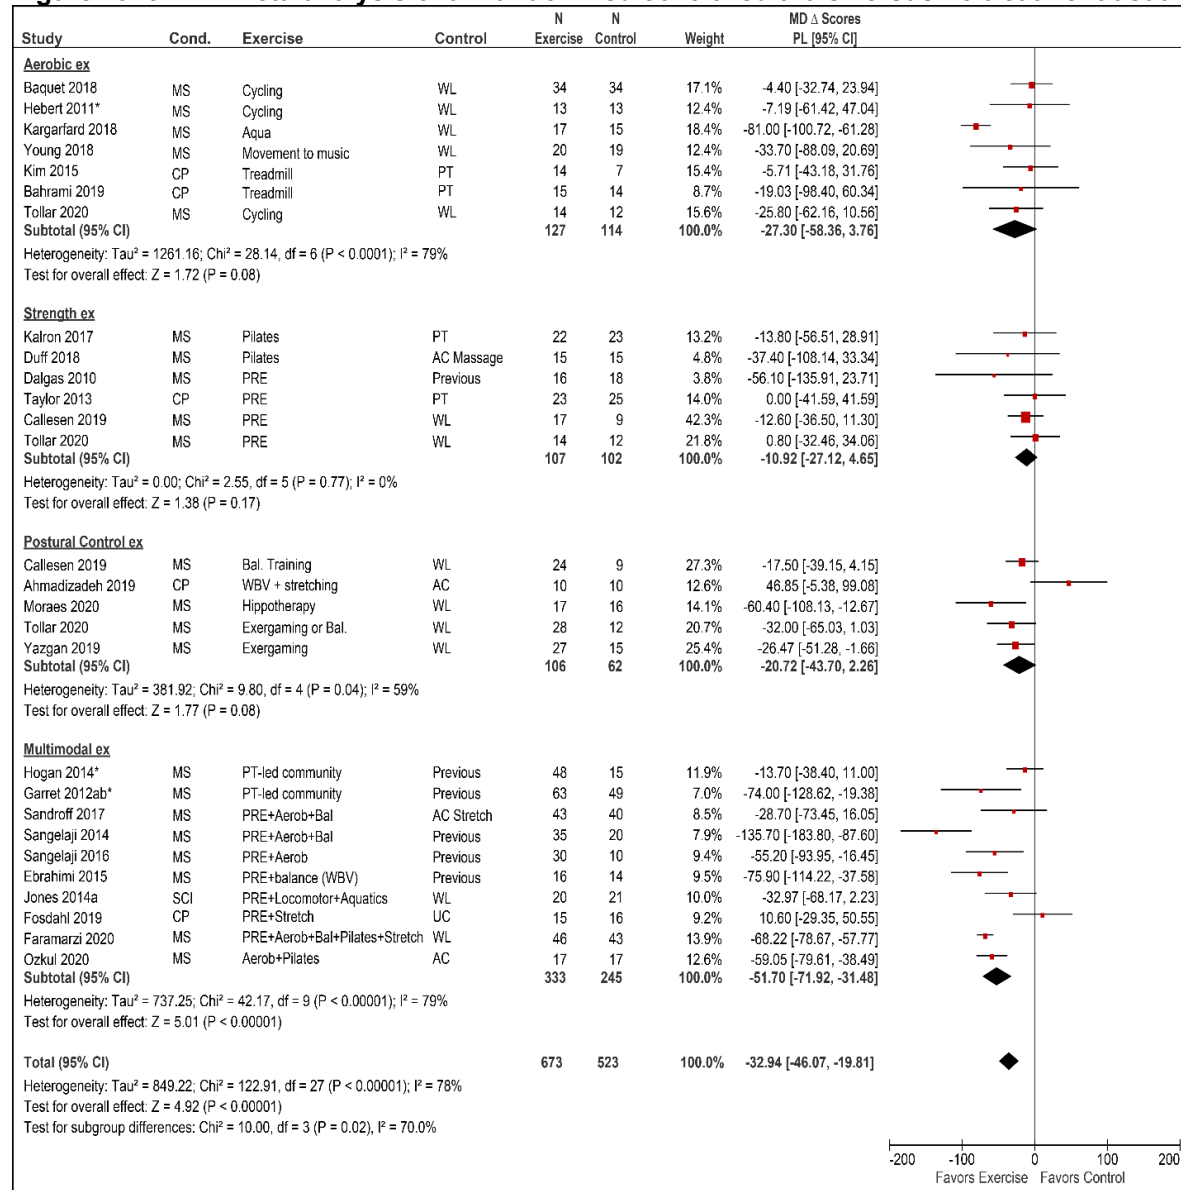 N N MD Δ Scores
Study Cond. Exercise Control Exercise Control Weight PL [95% CI]
Aerobic ex
Baquet 2018 MS Cycling WL 34 34 17.1% -4.40 [-32.74, 23.94]
Hebert 2011* MS Cycling WL 13 13 12.4% -7.19 [-61.42, 47.04]
Kargarfard 2018 MS Aqua WL 17 15 18.4% -81.00 [-100.72, -61.28]
Young 2018 MS Movement to music WL 20 19 12.4% -33.70 [-88.09, 20.69]
Kim 2015 CP Treadmill PT 14 7 15.4% -5.71 [-43.18, 31.76]
Bahrami 2019 CP Treadmill PT 15 14 8.7% -19.03 [-98.40, 60.34]
Tollar 2020 MS Cycling WL 14 12 15.6% -25.80 [-62.16, 10.56]
Subtotal (95% CI) 127 114 100.0% -27.30 [-58.36, 3.76]
Heterogeneity: Tau² = 1261.16; Chi² = 28.14, df = 6 (P < 0.0001); I² = 79%
Test for overall effect: Z = 1.72 (P = 0.08)
Strength ex
Kalron 2017 MS Pilates PT 22 23 13.2% -13.80 [-56.51, 28.91]
Duff 2018 MS Pilates AC Massage 15 15 4.8% -37.40 [-108.14, 33.34]
Dalgas 2010 MS PRE Previous 16 18 3.8% -56.10 [-135.91, 23.71]
Taylor 2013 CP PRE PT 23 25 14.0% 0.00 [-41.59, 41.59]
Callesen 2019 MS PRE WL 17 9 42.3% -12.60 [-36.50, 11.30]
Tollar 2020 MS PRE WL 14 12 21.8% 0.80 [-32.46, 34.06]
Subtotal (95% CI) 107 102 100.0% -10.92 [-27.12, 4.65]
Heterogeneity: Tau² = 0.00; Chi² = 2.55, df = 5 (P = 0.77); I² = 0%
Test for overall effect: Z = 1.38 (P = 0.17)
Postural Control ex
Callesen 2019 MS Bal. Training WL 24 9 27.3% -17.50 [-39.15, 4.15]
Ahmadizadeh 2019 CP WBV + stretching AC 10 10 12.6% 46.85 [-5.38, 99.08]
Moraes 2020 MS Hippotherapy WL 17 16 14.1% -60.40 [-108.13, -12.67]
Tollar 2020 MS Exergaming or Bal. WL 28 12 20.7% -32.00 [-65.03, 1.03]
Yazgan 2019 MS Exergaming WL 27 15 25.4% -26.47 [-51.28, -1.66]
Subtotal (95% CI) 106 62 100.0% -20.72 [-43.70, 2.26]
Heterogeneity: Tau² = 381.92; Chi² = 9.80, df = 4 (P = 0.04); I² = 59%
Test for overall effect: Z = 1.77 (P = 0.08)
Multimodal ex
Hogan 2014* MS PT-led community Previous 48 15 11.9% -13.70 [-38.40, 11.00]
Garret 2012ab* MS PT-led community Previous 63 49 7.0% -74.00 [-128.62, -19.38]
Sandroff 2017 MS PRE+Aerob+Bal AC Stretch 43 40 8.5% -28.70 [-73.45, 16.05]
Sangelaji 2014 MS PRE+Aerob+Bal Previous 35 20 7.9% -135.70 [-183.80, -87.60]
Sangelaji 2016 MS PRE+Aerob Previous 30 10 9.4% -55.20 [-93.95, -16.45]
Ebrahimi 2015 MS PRE+balance (WBV) Previous 16 14 9.5% -75.90 [-114.22, -37.58]
Jones 2014a SCI PRE+Locomotor+Aquatics WL 20 21 10.0% -32.97 [-68.17, 2.23]
Fosdahl 2019 CP PRE+Stretch UC 15 16 9.2% 10.60 [-29.35, 50.55]
Faramarzi 2020 MS PRE+Aerob+Bal+Pilates+Stretch WL 46 43 13.9% -68.22 [-78.67, -57.77]
Ozkul 2020 MS Aerob+Pilates AC 17 17 12.6% -59.05 [-79.61, -38.49]
Subtotal (95% CI) 333 245 100.0% -51.70 [-71.92, -31.48]
Heterogeneity: Tau² = 737.25; Chi² = 42.17, df = 9 (P < 0.00001); I² = 79%
Test for overall effect: Z = 5.01 (P < 0.00001)
Total (95% CI) 673 523 100.0% -32.94 [-46.07, -19.81]
Heterogeneity: Tau² = 849.22; Chi² = 122.91, df = 27 (P < 0.00001); I² = 78%
Test for overall effect: Z = 4.92 (P < 0.00001)
Test for subgroup differences: Chi² = 10.00, df = 3 (P = 0.02), I² = 70.0%
-200 -100 0 100 200
Favors Exercise Favors Control